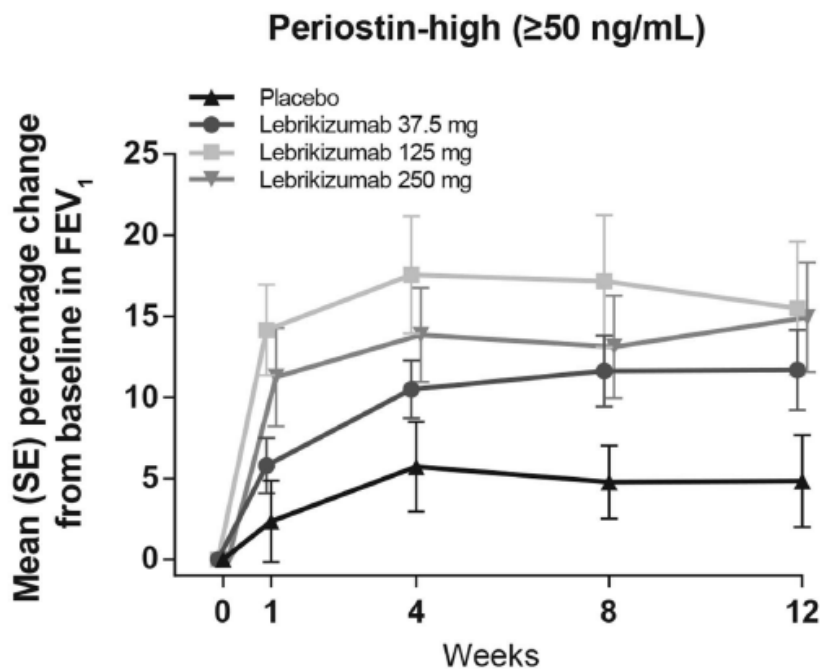 Periostin-high (≥50 ng/mL)
Placebo
Lebrikizumab 37.5 mg
Lebrikizumab 125 mg
Lebrikizumab 250 mg
Mean (SE) percentage change
from baseline in FEV₁
25
20
15
10
5
0
0 1 4 8 12
Weeks